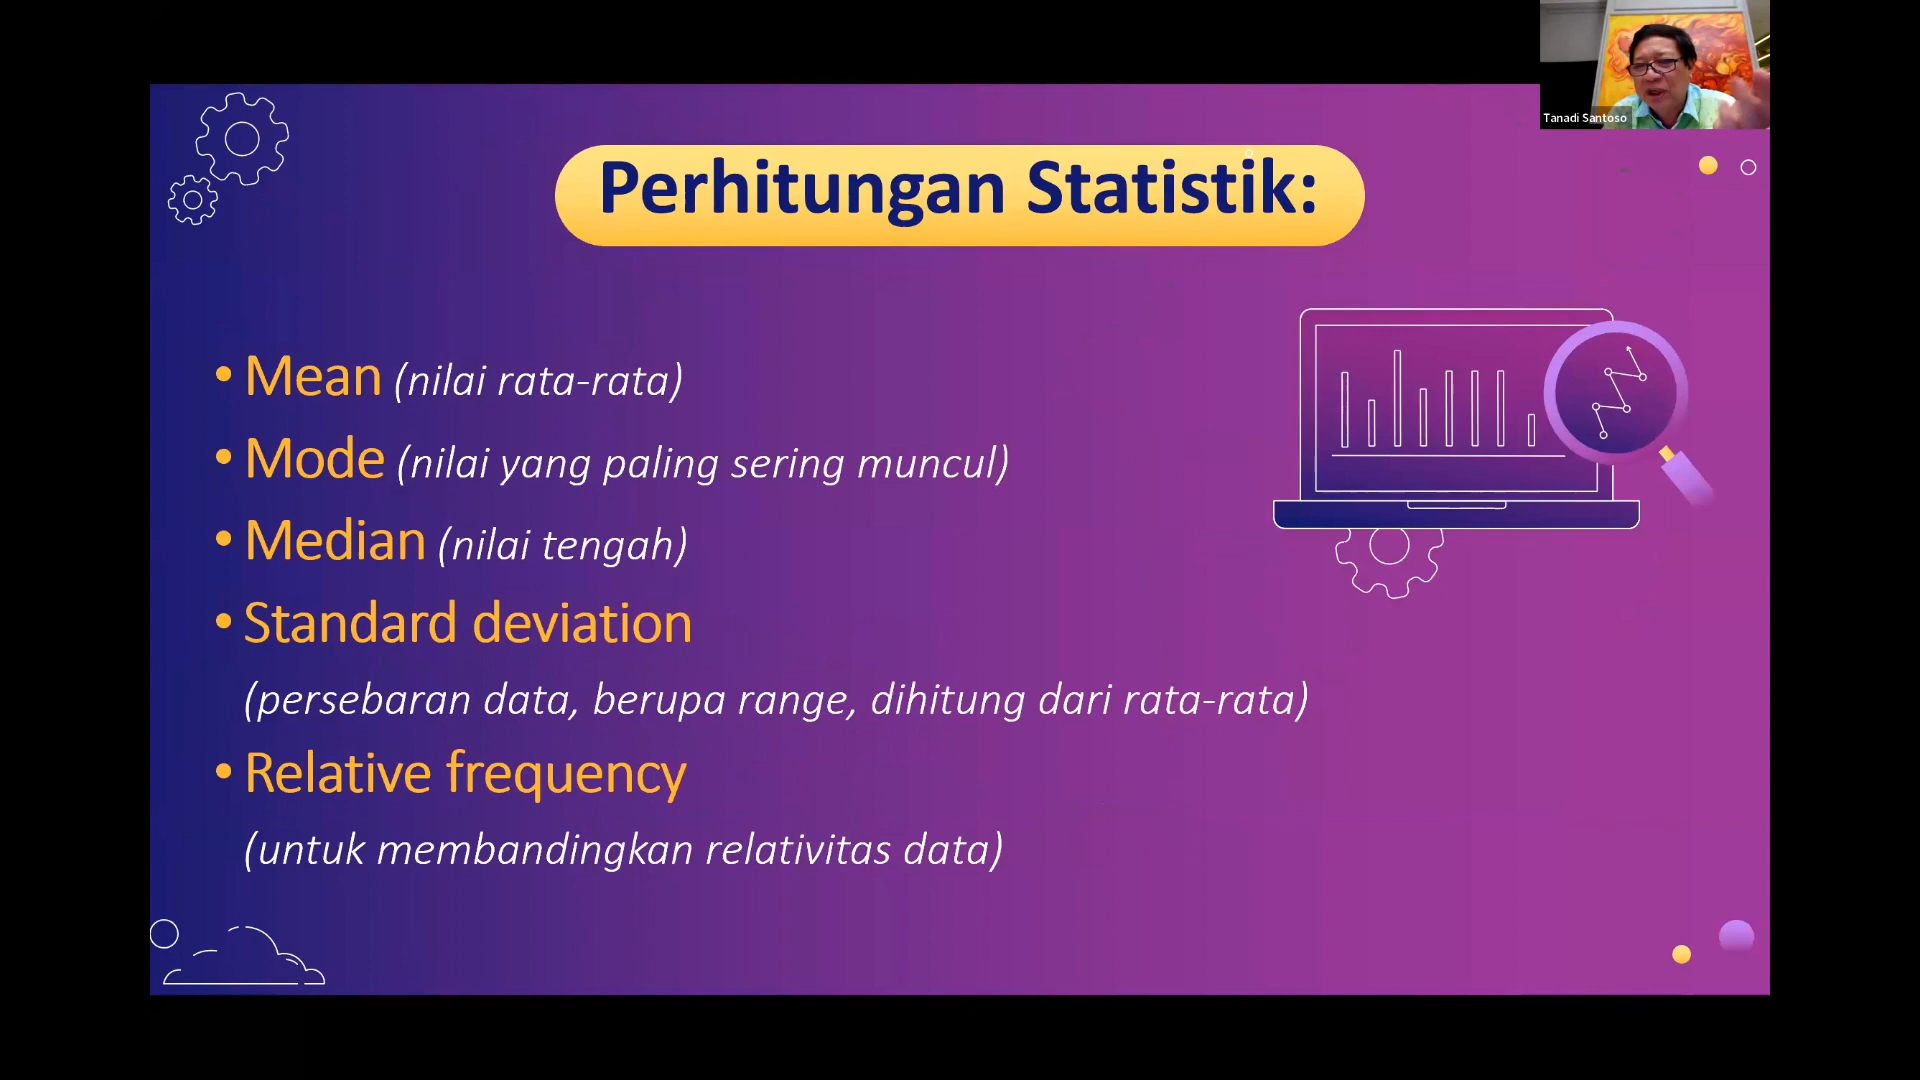 Tanadi Santoso
Perhitungan Statistik:
• Mean (nilai rata-rata)
• Mode (nilai yang paling sering muncul)
• Median (nilai tengah)
• Standard deviation
(persebaran data, berupa range, dihitung dari rata-rata)
• Relative frequency
(untuk membandingkan relativitas data)